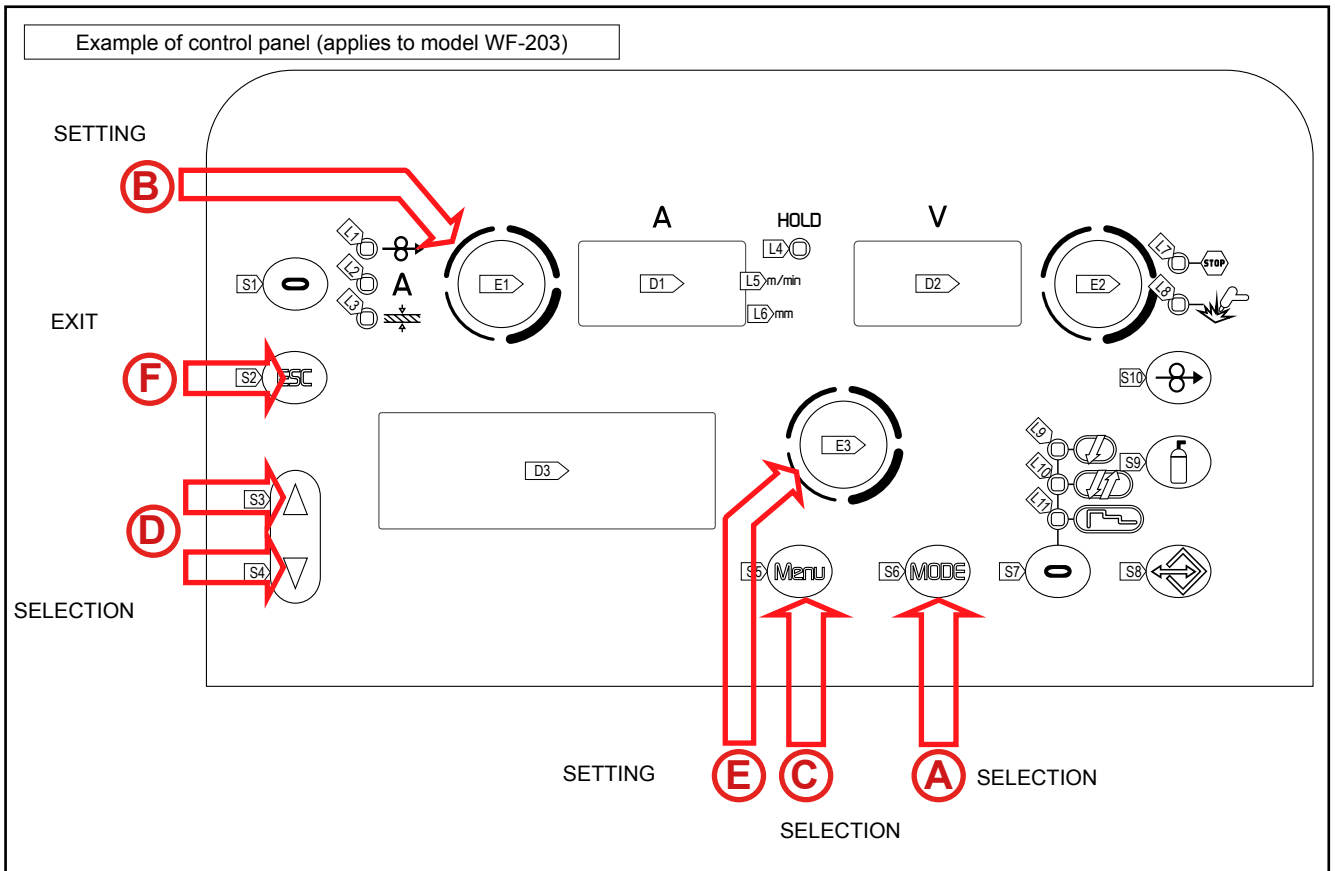 Example of control panel (applies to model WF-203)
SETTING
B
A
HOLD
V
L1
L4
L7
STOP
L2
S1
E1
D1
L5 m/min
D2
E2
A
L8
L3
L6 mm
EXIT
F
S2
ESC
S10
E3
L9
D3
L10
S9
S3
L11
D
S4
S5
Menu
S6
MODE
S7
S8
SELECTION
SETTING
E
C
A
SELECTION
SELECTION